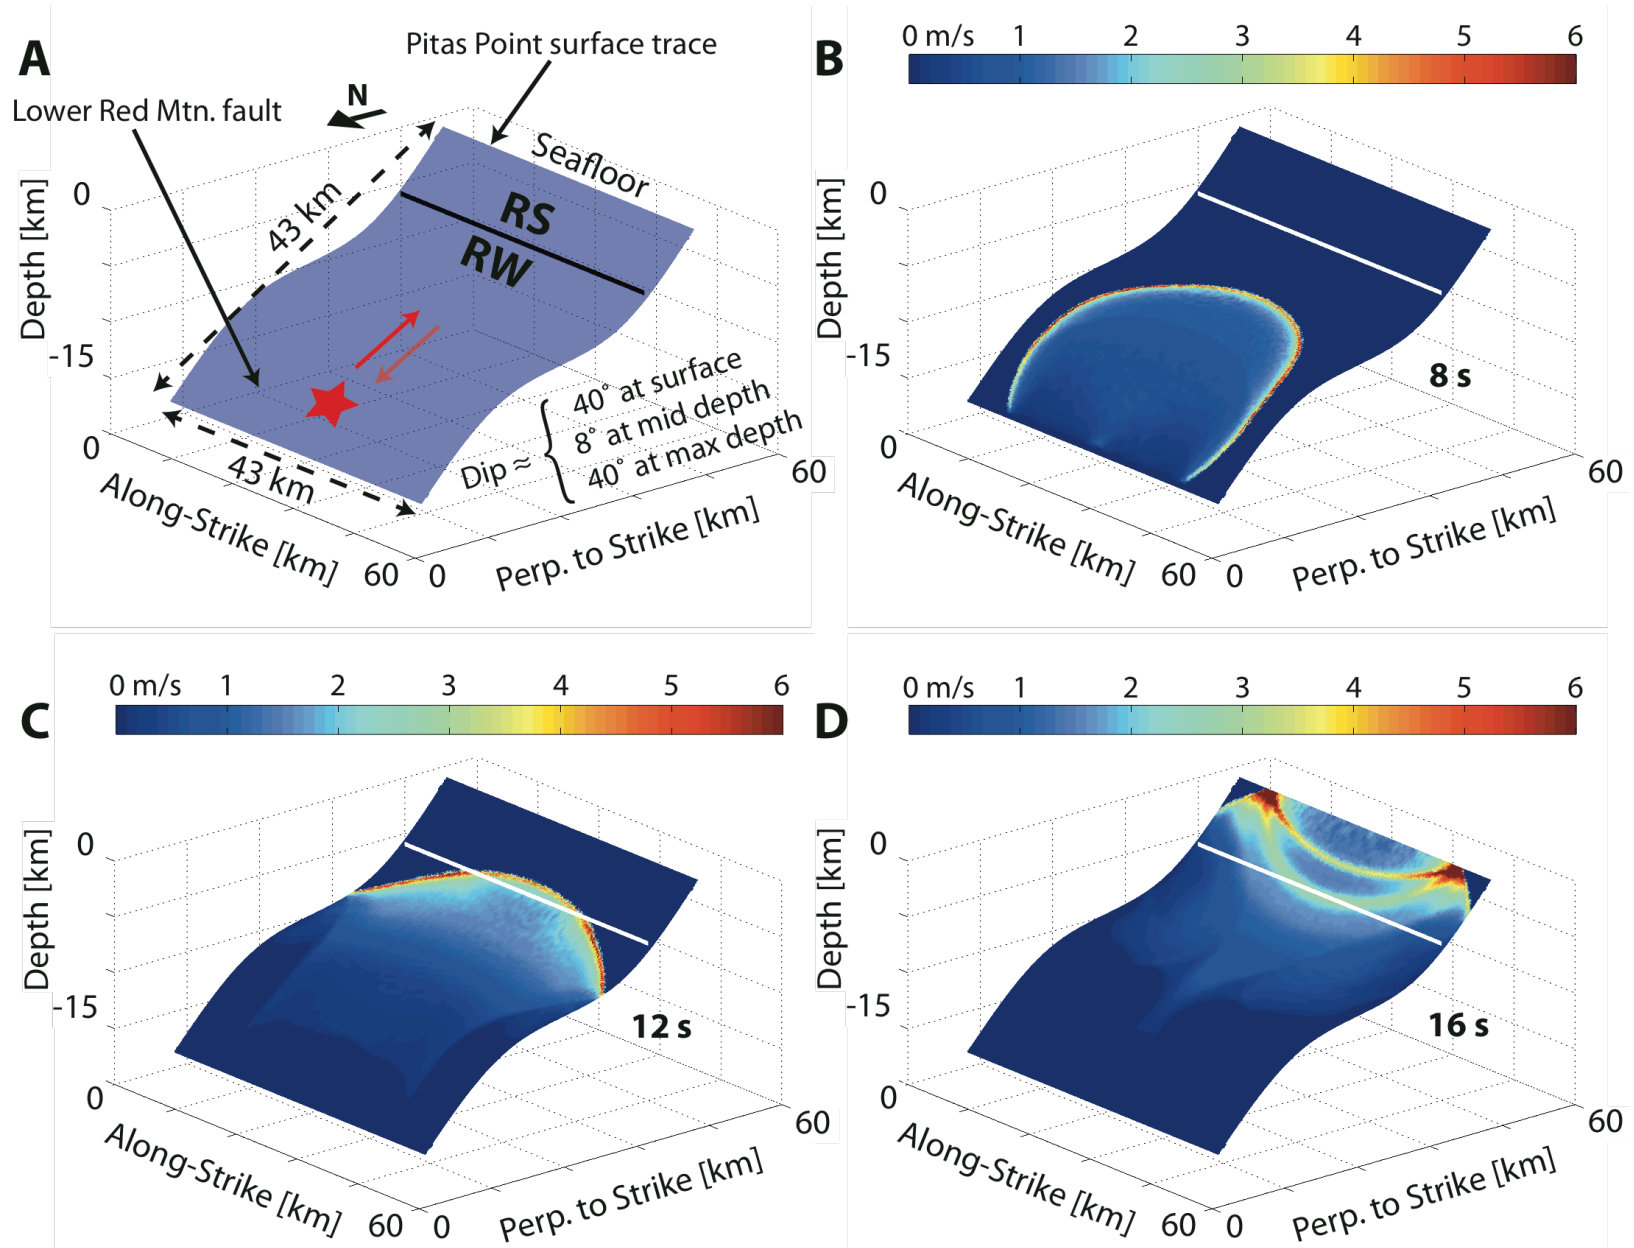 A
Pitas Point surface trace
Lower Red Mtn. fault
N
Seafloor
43 km
RS
RW
0
Depth [km]
-15
0
43 km
Along-Strike [km]
60
0
Perp. to Strike [km]
60
Dip ≈
40° at surface
8° at mid depth
40° at max depth
B
0 m/s 1 2 3 4 5 6
0
Depth [km]
-15
0
8 s
Along-Strike [km]
60
0
Perp. to Strike [km]
60
C
0 m/s 1 2 3 4 5 6
0
Depth [km]
-15
0
12 s
Along-Strike [km]
60
0
Perp. to Strike [km]
60
D
0 m/s 1 2 3 4 5 6
0
Depth [km]
-15
0
16 s
Along-Strike [km]
60
0
Perp. to Strike [km]
60